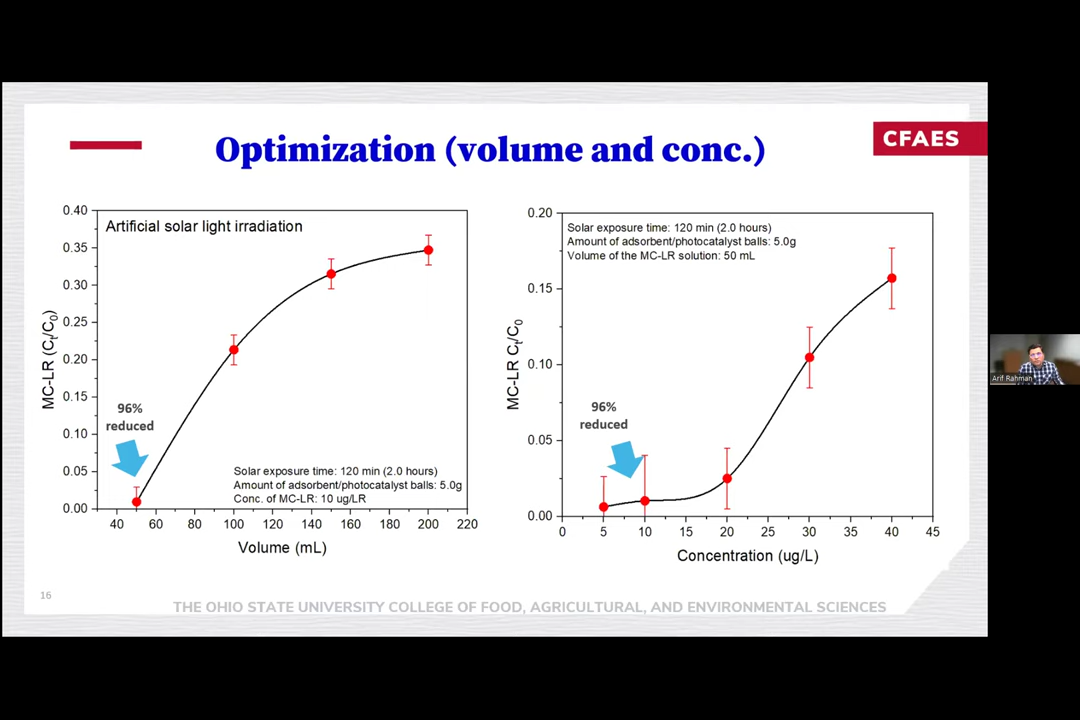 Optimization (volume and conc.)
CFAES
Artificial solar light irradiation
0.40
0.35
0.30
0.25
0.20
0.15
0.10
0.05
0.00
MC-LR (Ct/C0)
96%
reduced
Solar exposure time: 120 min (2.0 hours)
Amount of adsorbent/photocatalyst balls: 5.0g
Conc. of MC-LR: 10 ug/LR
40 60 80 100 120 140 160 180 200 220
Volume (mL)
Solar exposure time: 120 min (2.0 hours)
Amount of adsorbent/photocatalyst balls: 5.0g
Volume of the MC-LR solution: 50 mL
0.20
0.15
0.10
0.05
0.00
MC-LR Ct/C0
96%
reduced
0 5 10 15 20 25 30 35 40 45
Concentration (ug/L)
16
THE OHIO STATE UNIVERSITY COLLEGE OF FOOD, AGRICULTURAL, AND ENVIRONMENTAL SCIENCES
Arif Rahman